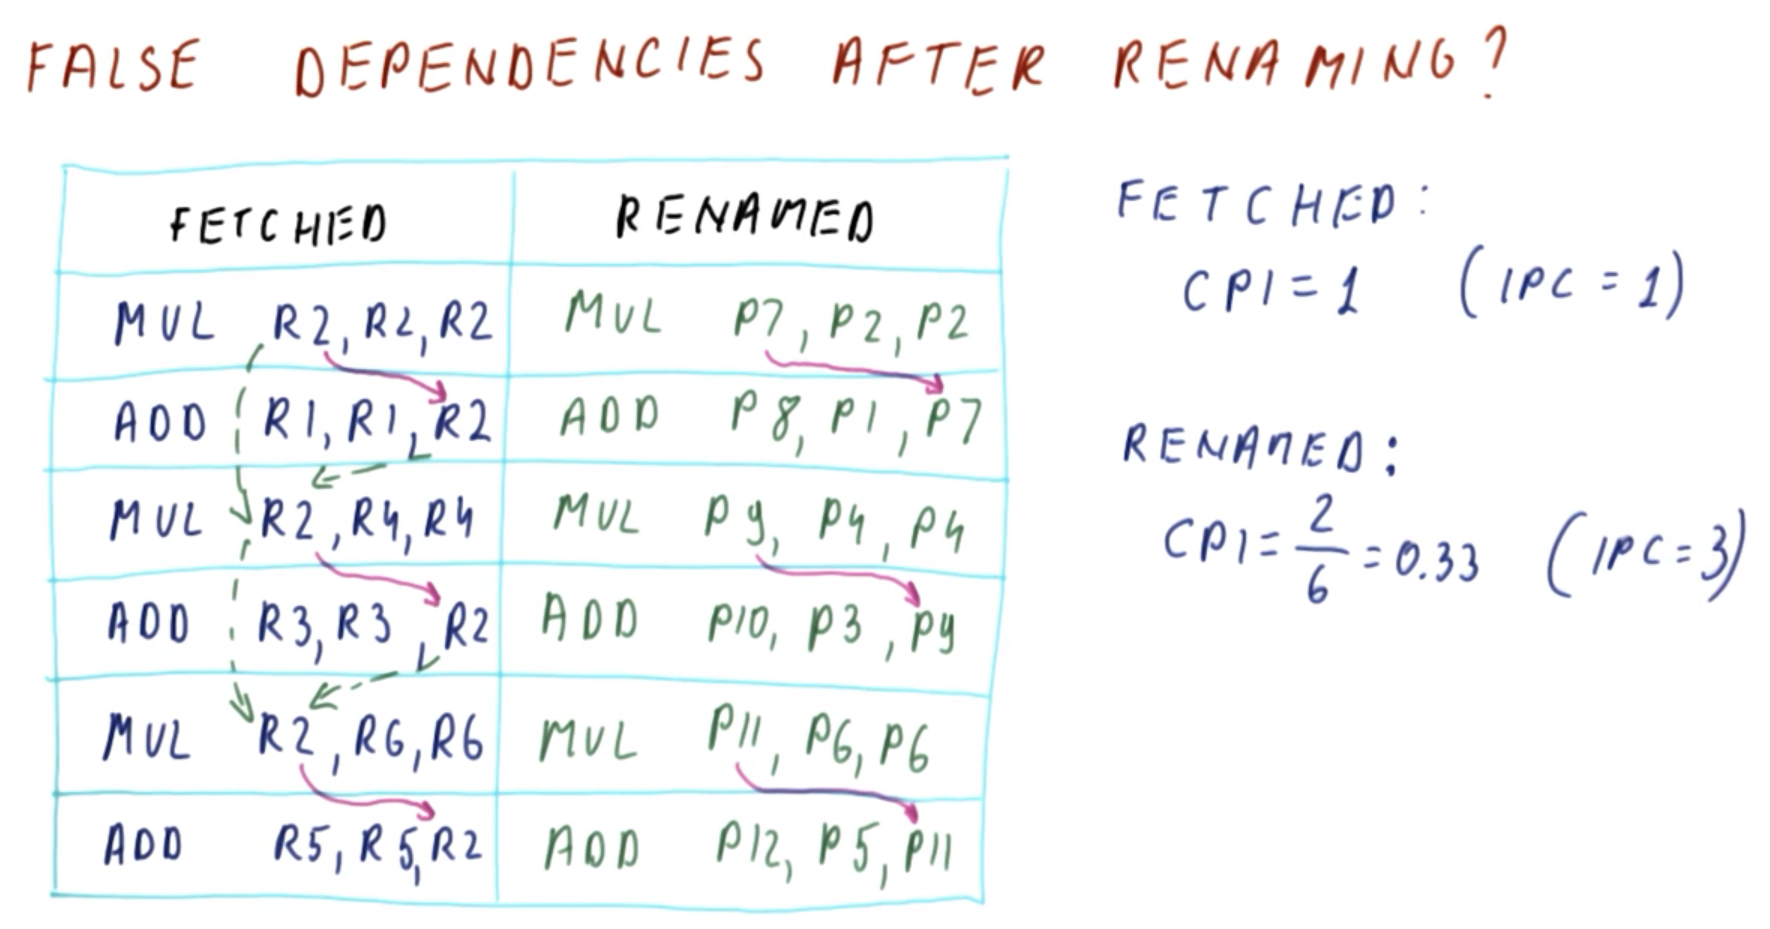 FALSE DEPENDENCIES AFTER RENAMING?
FETCHED RENAMED
MUL R2, R2, R2 MUL P7, P2, P2
ADD R1, R1, R2 ADD P8, P1, P7
MUL R2, R4, R4 MUL P9, P4, P4
ADD R3, R3, R2 ADD P10, P3, P9
MUL R2, R6, R6 MUL P11, P6, P6
ADD R5, R5, R2 ADD P12, P5, P11
FETCHED:
CPI = 1 (IPC = 1)
RENAMED:
CPI = 2/6 = 0.33 (IPC = 3)